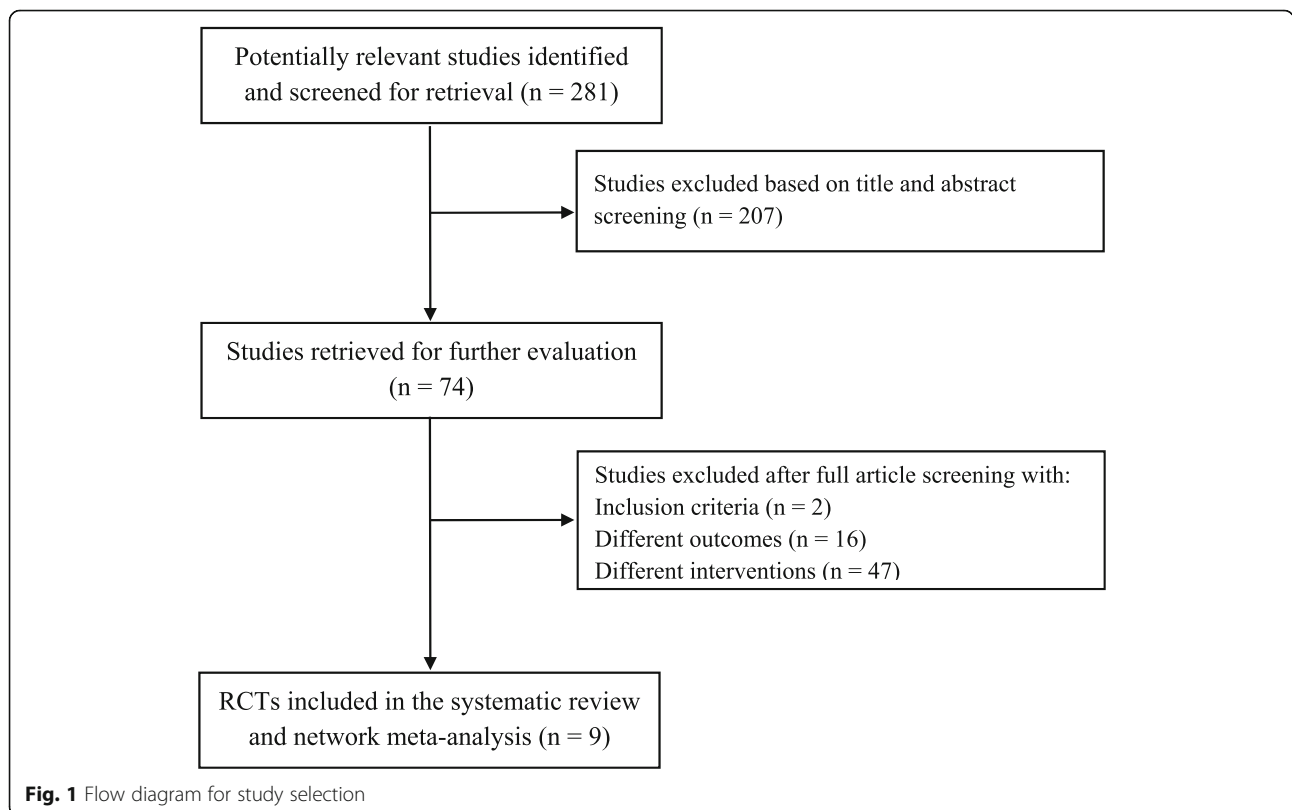 Potentially relevant studies identified
and screened for retrieval (n = 281)
Studies excluded based on title and abstract
screening (n = 207)
Studies retrieved for further evaluation
(n = 74)
Studies excluded after full article screening with:
Inclusion criteria (n = 2)
Different outcomes (n = 16)
Different interventions (n = 47)
RCTs included in the systematic review
and network meta-analysis (n = 9)
Fig. 1 Flow diagram for study selection